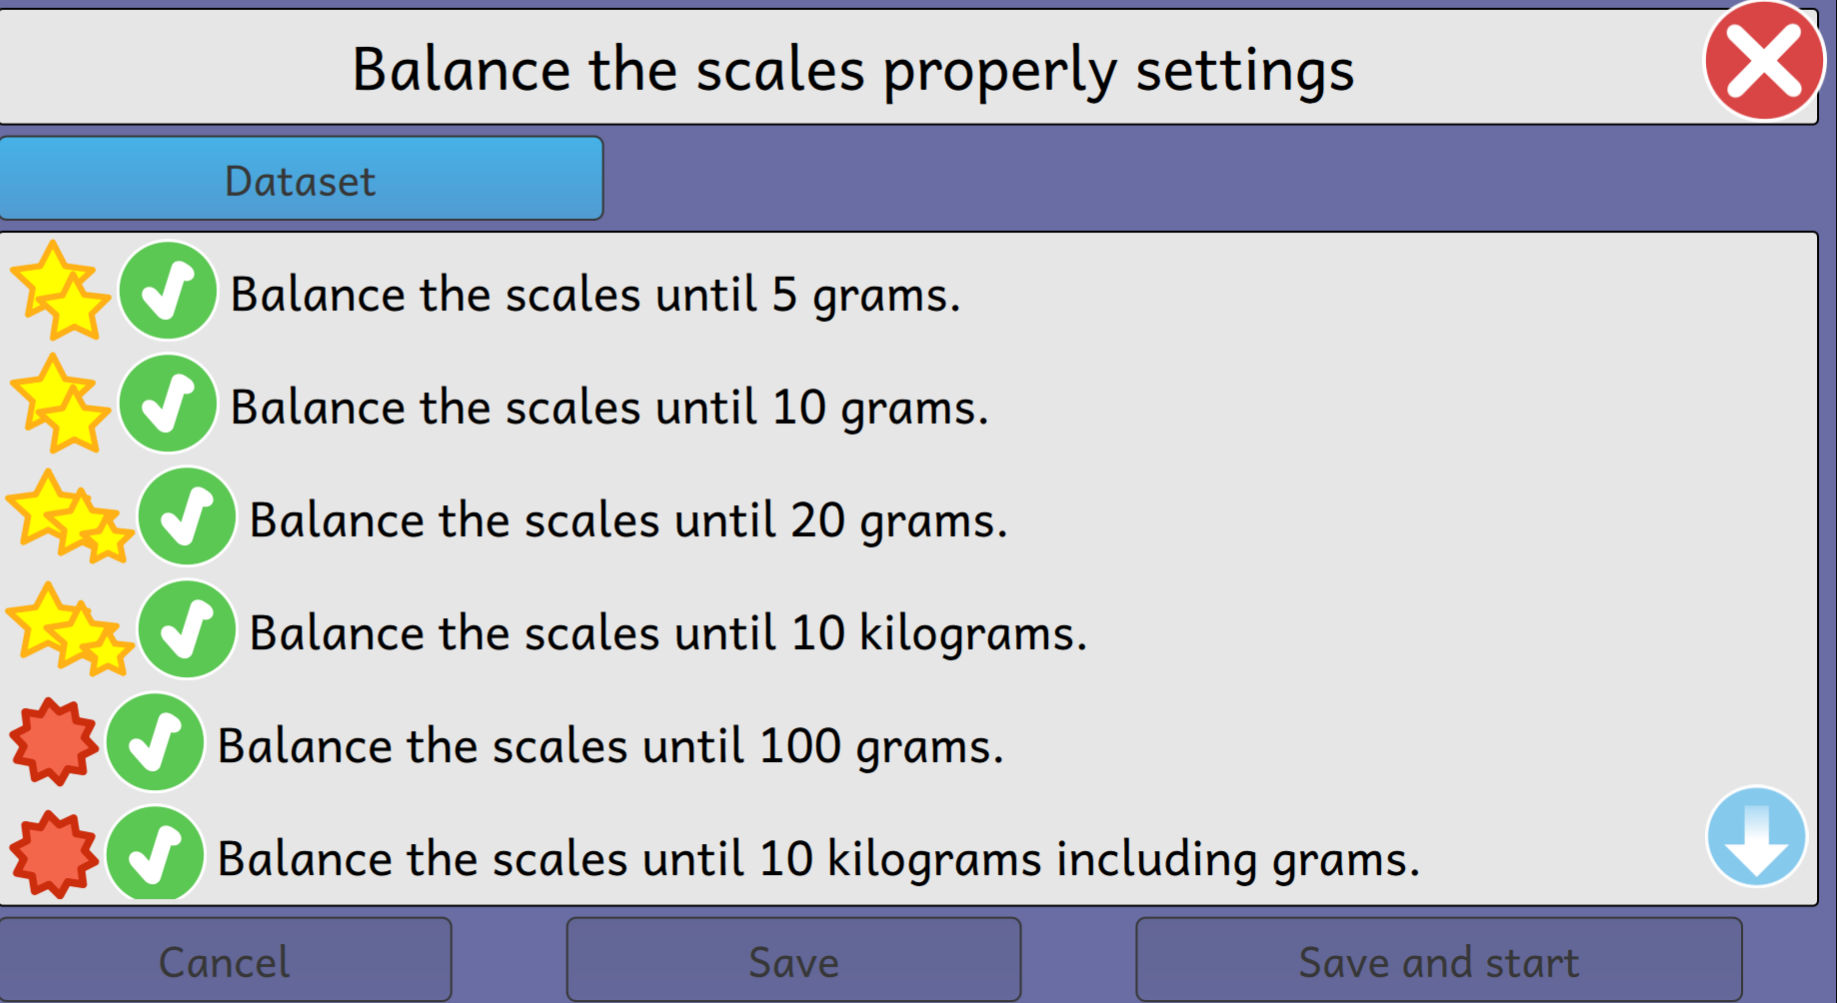 Balance the scales properly settings
Dataset
Balance the scales until 5 grams.
Balance the scales until 10 grams.
Balance the scales until 20 grams.
Balance the scales until 10 kilograms.
Balance the scales until 100 grams.
Balance the scales until 10 kilograms including grams.
Cancel
Save
Save and start